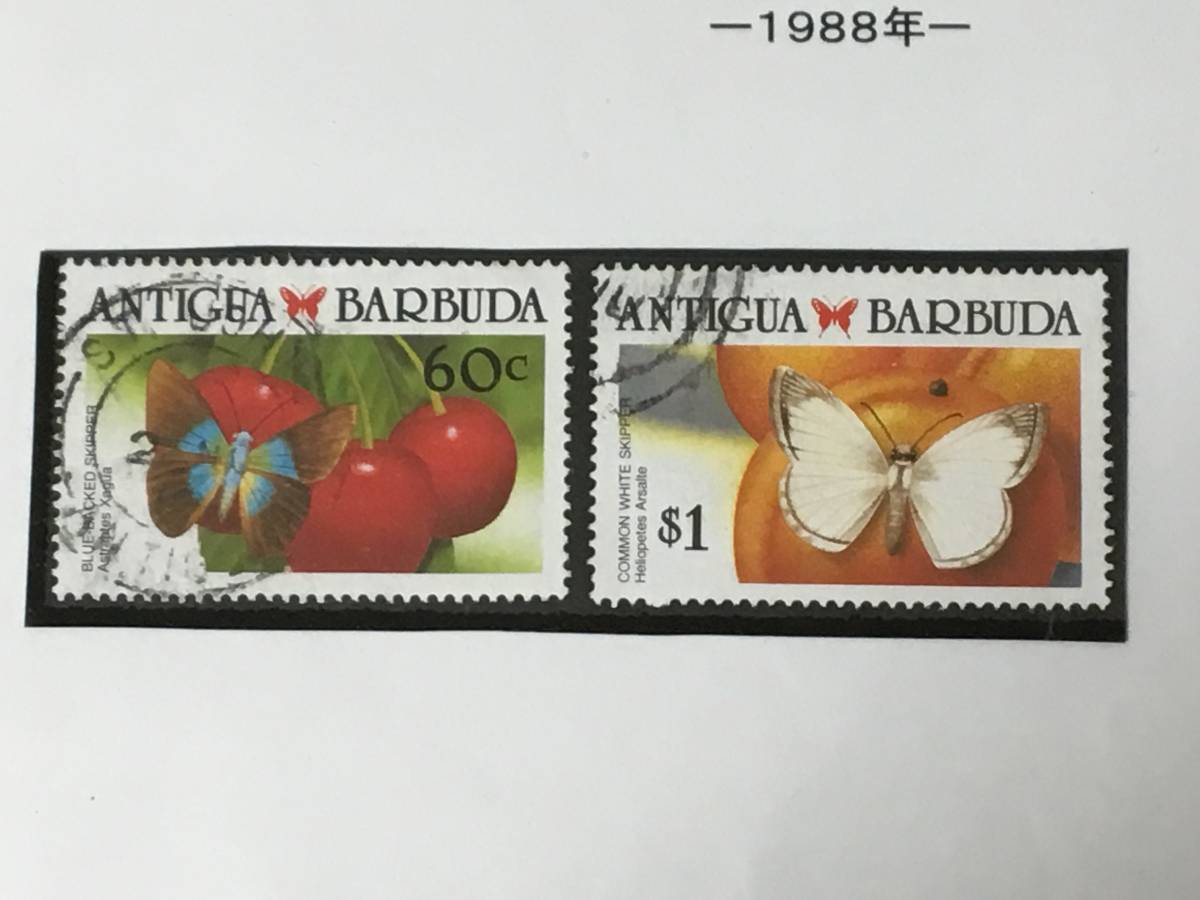 —1988年—
ANTIGUA BARBUDA
60c
BLUE-BACKED SKIPPER
Astraptes Xagua
ANTIGUA BARBUDA
$1
COMMON WHITE SKIPPER
Heliopetes Arsalte